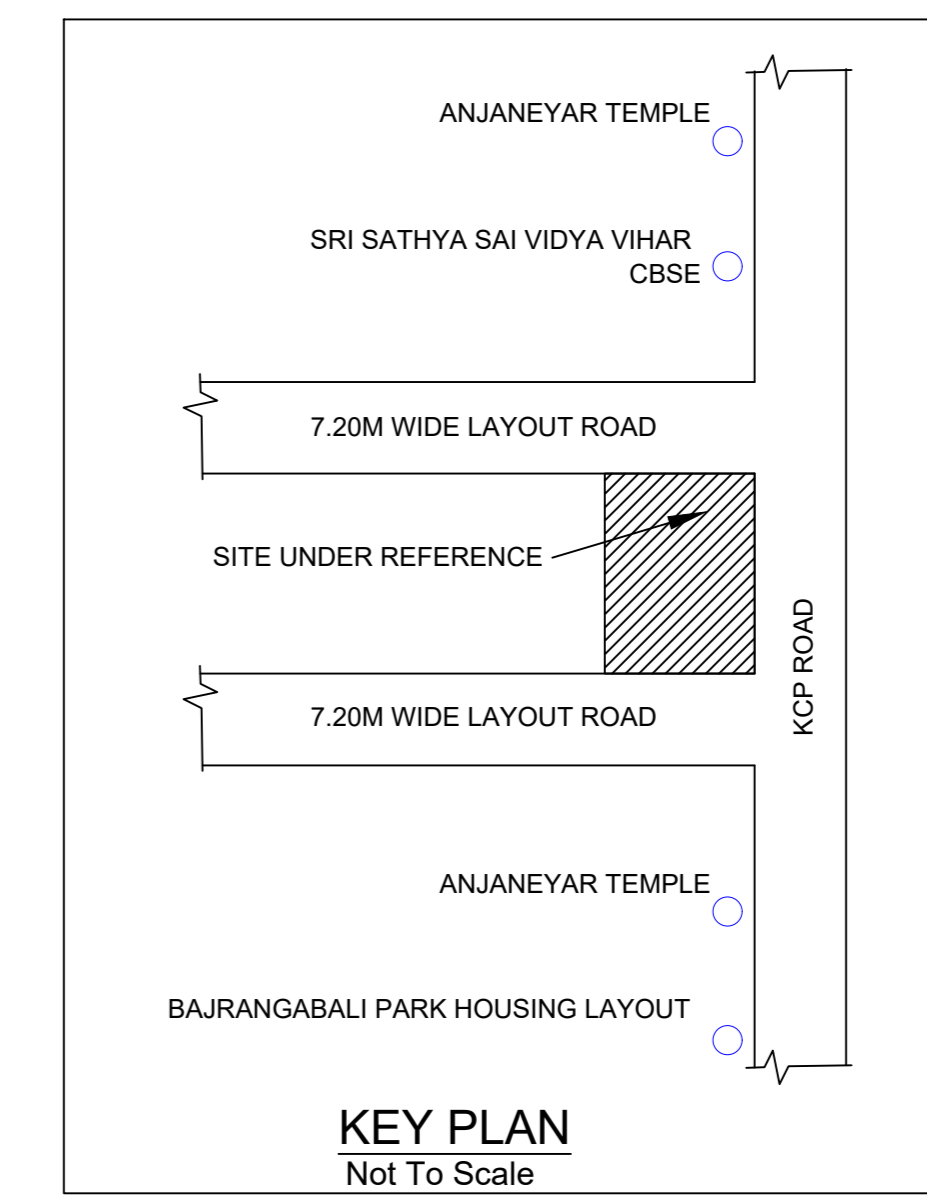 ANJANEYAR TEMPLE
SRI SATHYA SAI VIDYA VIHAR
CBSE
7.20M WIDE LAYOUT ROAD
SITE UNDER REFERENCE
KCP ROAD
7.20M WIDE LAYOUT ROAD
ANJANEYAR TEMPLE
BAJRANGABALI PARK HOUSING LAYOUT
KEY PLAN
Not To Scale